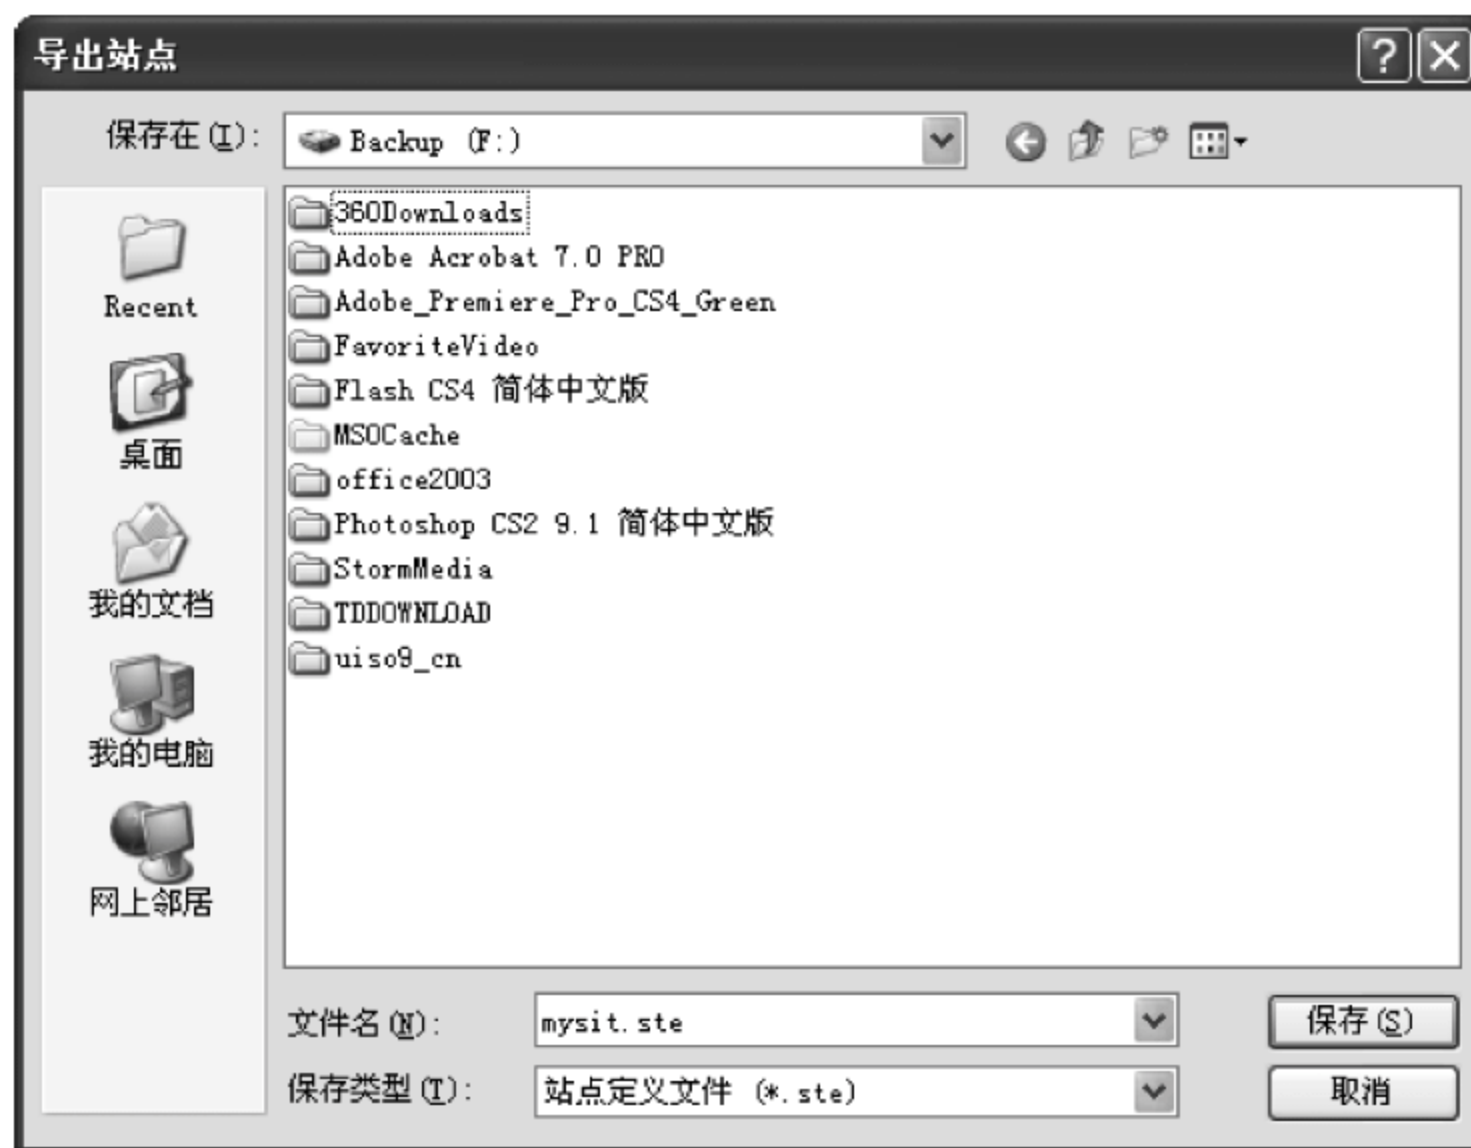 导出站点
保存在(I): Backup (F:)
360Downloads
Adobe Acrobat 7.0 PRO
Adobe_Premiere_Pro_CS4_Green
FavoriteVideo
Flash CS4 简体中文版
MSOCache
office2003
Photoshop CS2 9.1 简体中文版
StormMedia
TDDOWNLOAD
uiso9_cn
Recent
桌面
我的文档
我的电脑
网上邻居
文件名(N): mysit.ste 保存(S)
保存类型(T): 站点定义文件 (*.ste) 取消